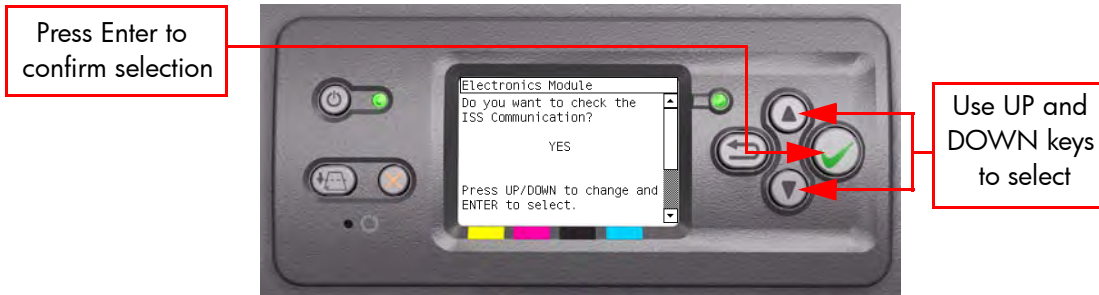 Press Enter to
confirm selection
Electronics Module
Do you want to check the
ISS Communication?
YES
Press UP/DOWN to change and
ENTER to select.
Use UP and
DOWN keys
to select